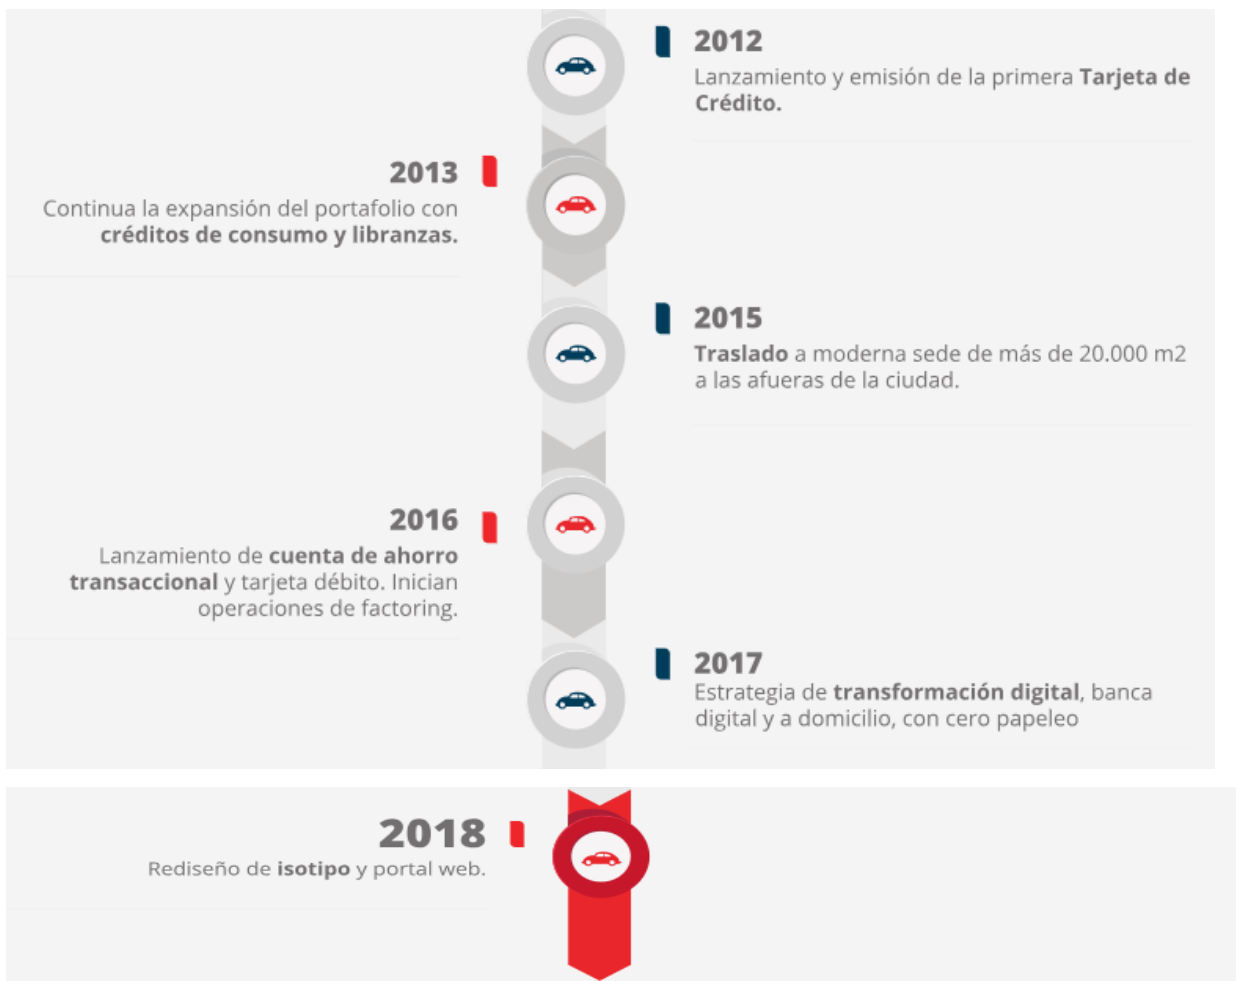 2012
Lanzamiento y emisión de la primera Tarjeta de
Crédito.
2013
Continua la expansión del portafolio con
créditos de consumo y libranzas.
2015
Traslado a moderna sede de más de 20.000 m2
a las afueras de la ciudad.
2016
Lanzamiento de cuenta de ahorro
transaccional y tarjeta débito. Inician
operaciones de factoring.
2017
Estrategia de transformación digital, banca
digital y a domicilio, con cero papeleo
2018
Rediseño de isotipo y portal web.